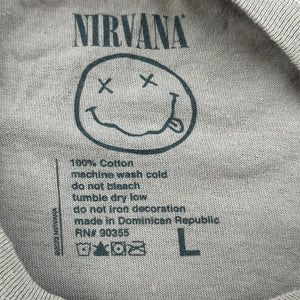 NIRVANA
100% Cotton
machine wash cold
do not bleach
tumble dry low
do not iron decoration
made in Dominican Republic
RN# 90355
L